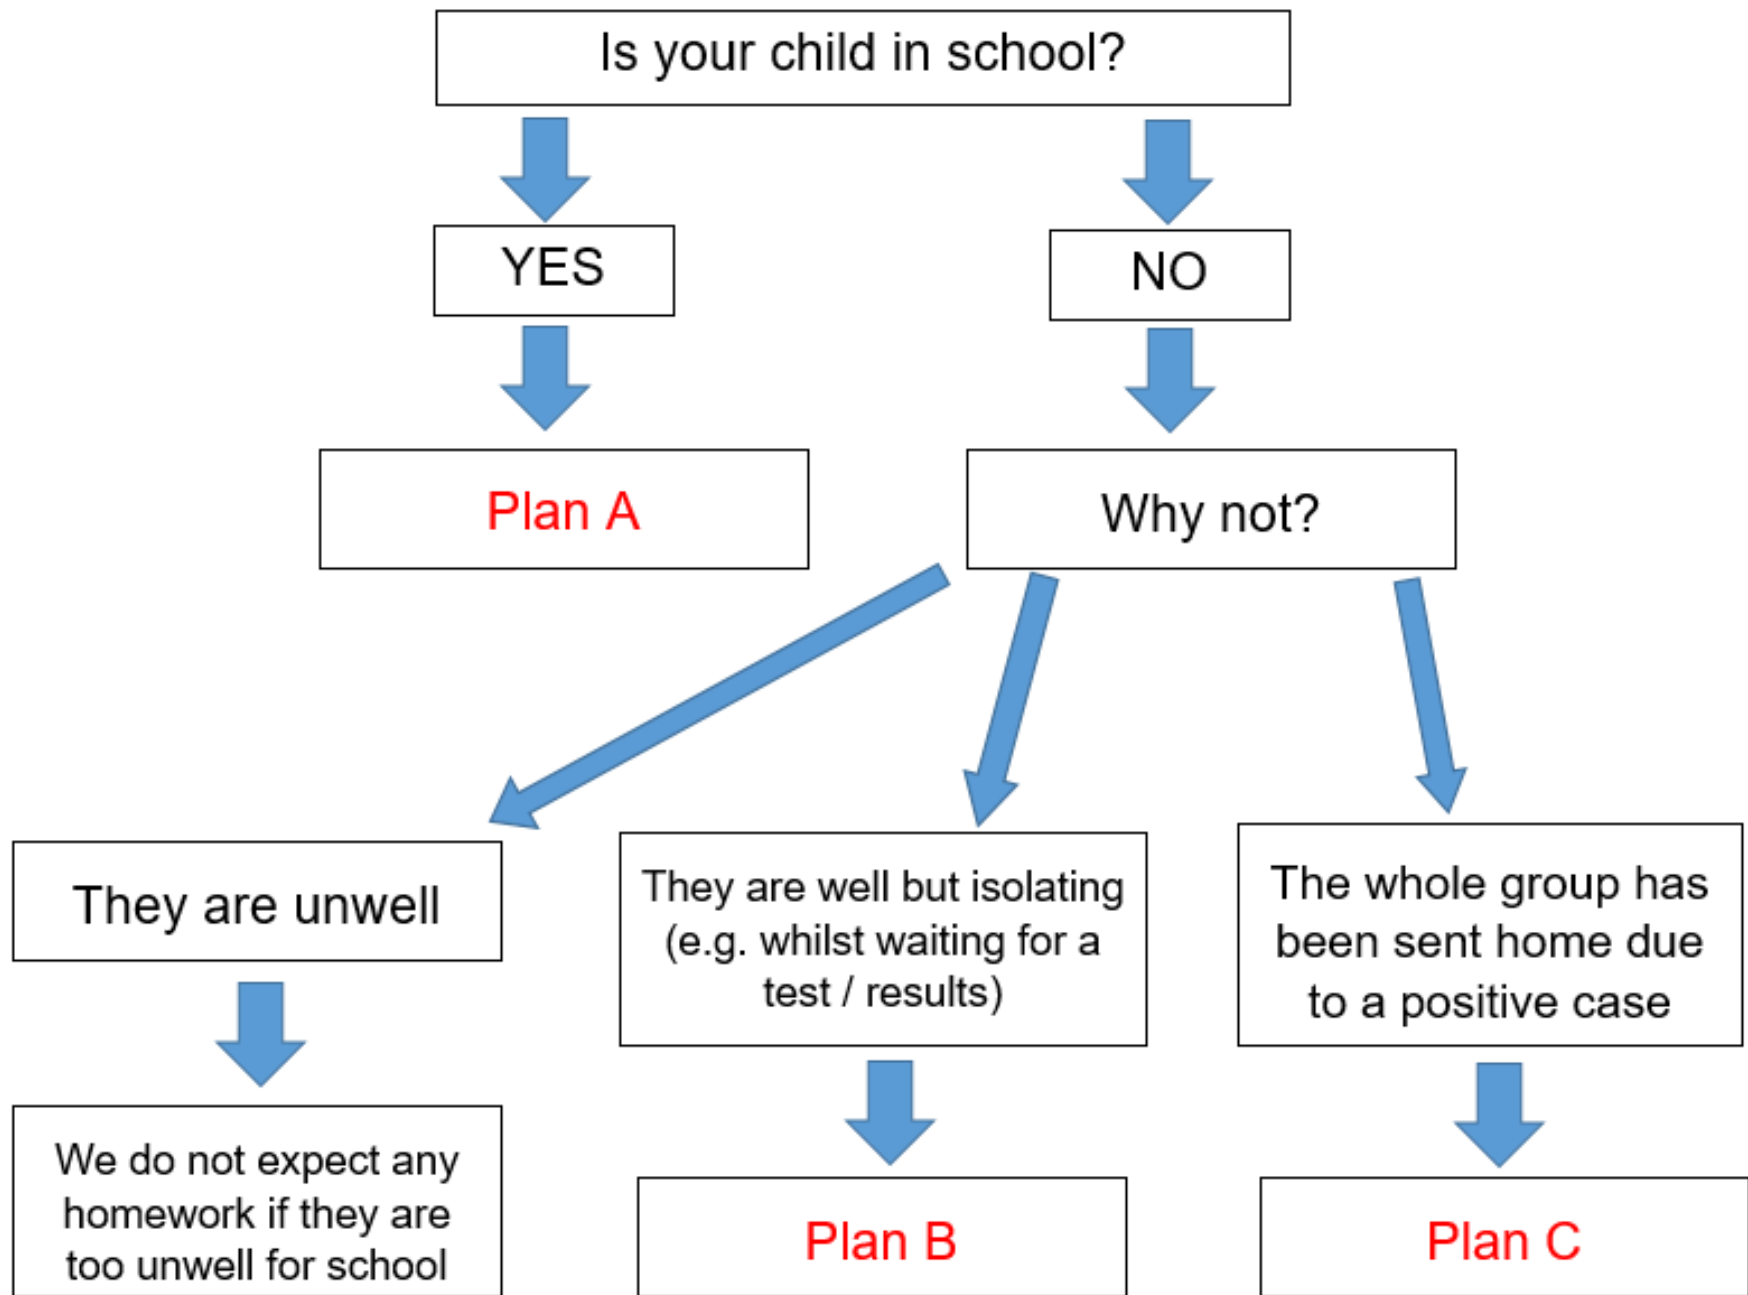 Is your child in school?
YES
NO
Plan A
Why not?
They are unwell
They are well but isolating
(e.g. whilst waiting for a
test / results)
The whole group has
been sent home due
to a positive case
We do not expect any
homework if they are
too unwell for school
Plan B
Plan C